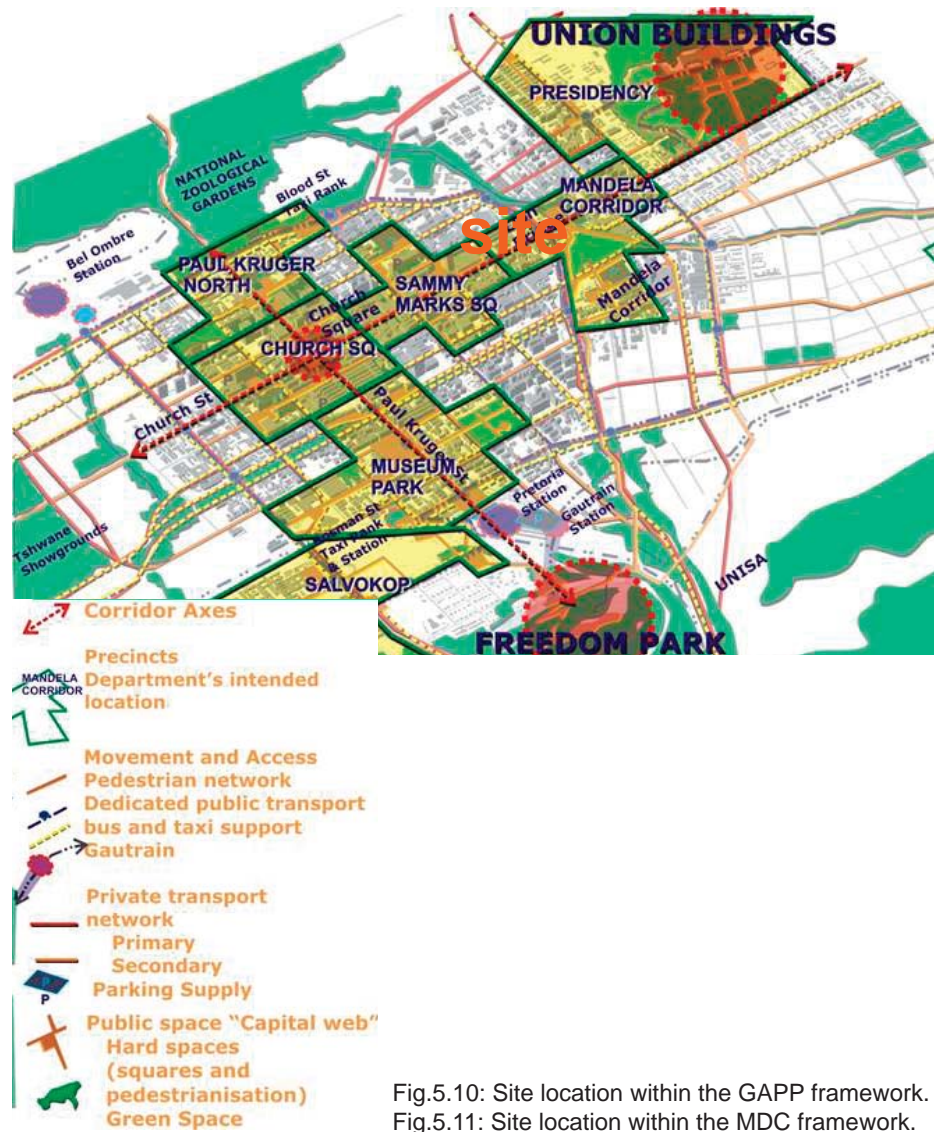 UNION BUILDINGS
PRESIDENCY
NATIONAL
ZOOLOGICAL
GARDENS
Blood St
Taxi Rank
MANDELA
CORRIDOR
site
Bel Ombre
Station
PAUL KRUGER
NORTH
SAMMY
MARKS SQ
Mandela
Corridor
Church
Square
CHURCH SQ
Church St
Paul Kruger St
MUSEUM
PARK
Pretoria
Station
Gautrain
Station
Tshwane
Showgrounds
Taxi Rank
& Station
SALVOKOP
UNISA
FREEDOM PARK
Corridor Axes
Precincts
MANDELA
CORRIDOR
Department's intended
location
Movement and Access
Pedestrian network
Dedicated public transport
bus and taxi support
Gautrain
Private transport
network
Primary
Secondary
P
Parking Supply
Public space "Capital web"
Hard spaces
(squares and
pedestrianisation)
Green Space
Fig.5.10: Site location within the GAPP framework.
Fig.5.11: Site location within the MDC framework.